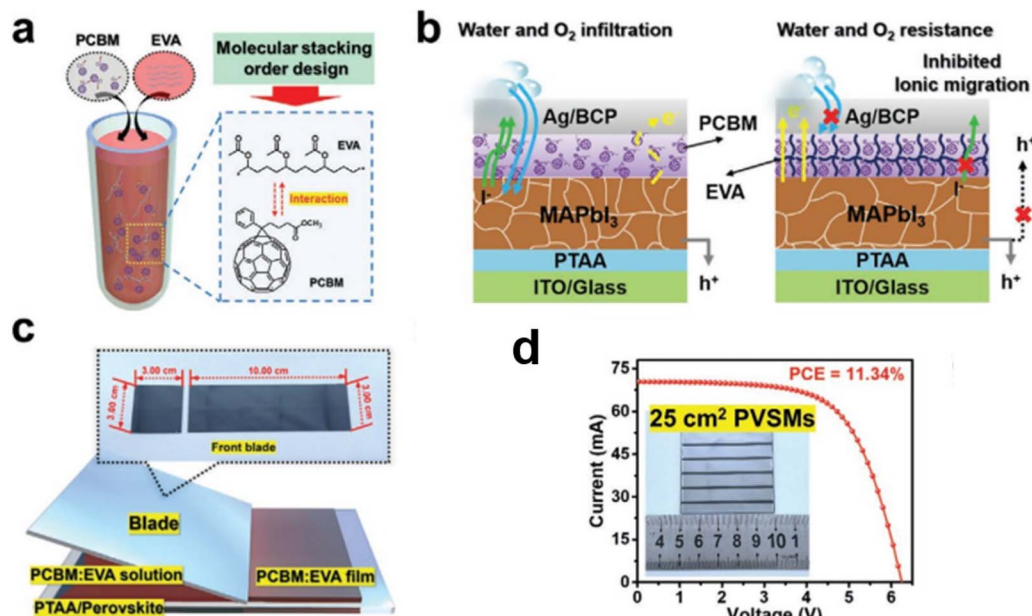 a
PCBM
EVA
Molecular stacking
order design
Interaction
OCH₃
O
O
O
O
O
O
O
PCBM
b
Water and O₂ infiltration
Water and O₂ resistance
Inhibited
Ionic migration
Ag/BCP
e⁻
PCBM
EVA
I⁻
MAPbI₃
PTAA
ITO/Glass
h⁺
e⁻
Ag/BCP
I⁻
MAPbI₃
PTAA
ITO/Glass
h⁺
h⁺
c
3.00 cm
10.00 cm
3.00 cm
3.00 cm
Front blade
Blade
PCBM:EVA solution
PCBM:EVA film
PTAA/Perovskite
d
PCE = 11.34%
25 cm² PVSMs
Current (mA)
75
60
45
30
15
0
4 5 6 7 8 9 10 1
0 1 2 3 4 5 6
Voltage (V)